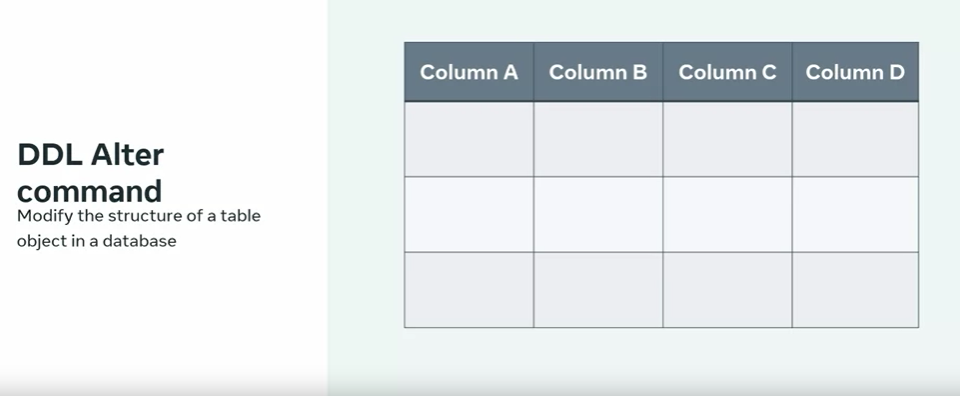 DDL Alter
command
Modify the structure of a table
object in a database
Column A Column B Column C Column D